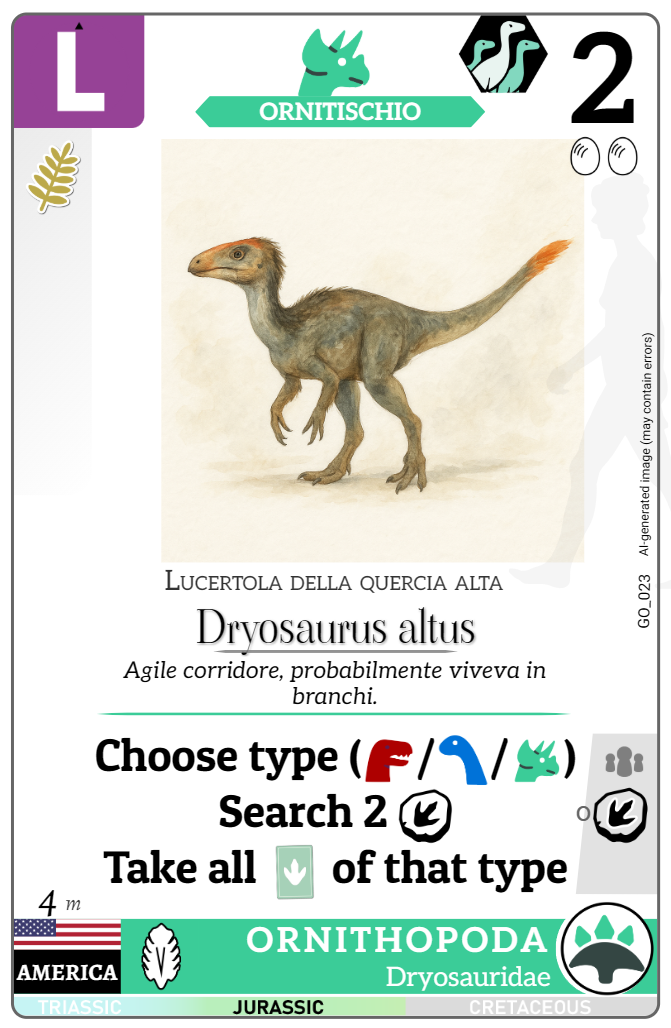 L
ORNITISCHIO
2
AI-generated image (may contain errors)
GO_023
Lucertola della quercia alta
Dryosaurus altus
Agile corridore, probabilmente viveva in
branchi.
Choose type ( / / )
Search 2
o
Take all of that type
4 m
AMERICA
ORNITHOPODA
Dryosauridae
TRIASSIC JURASSIC CRETACEOUS